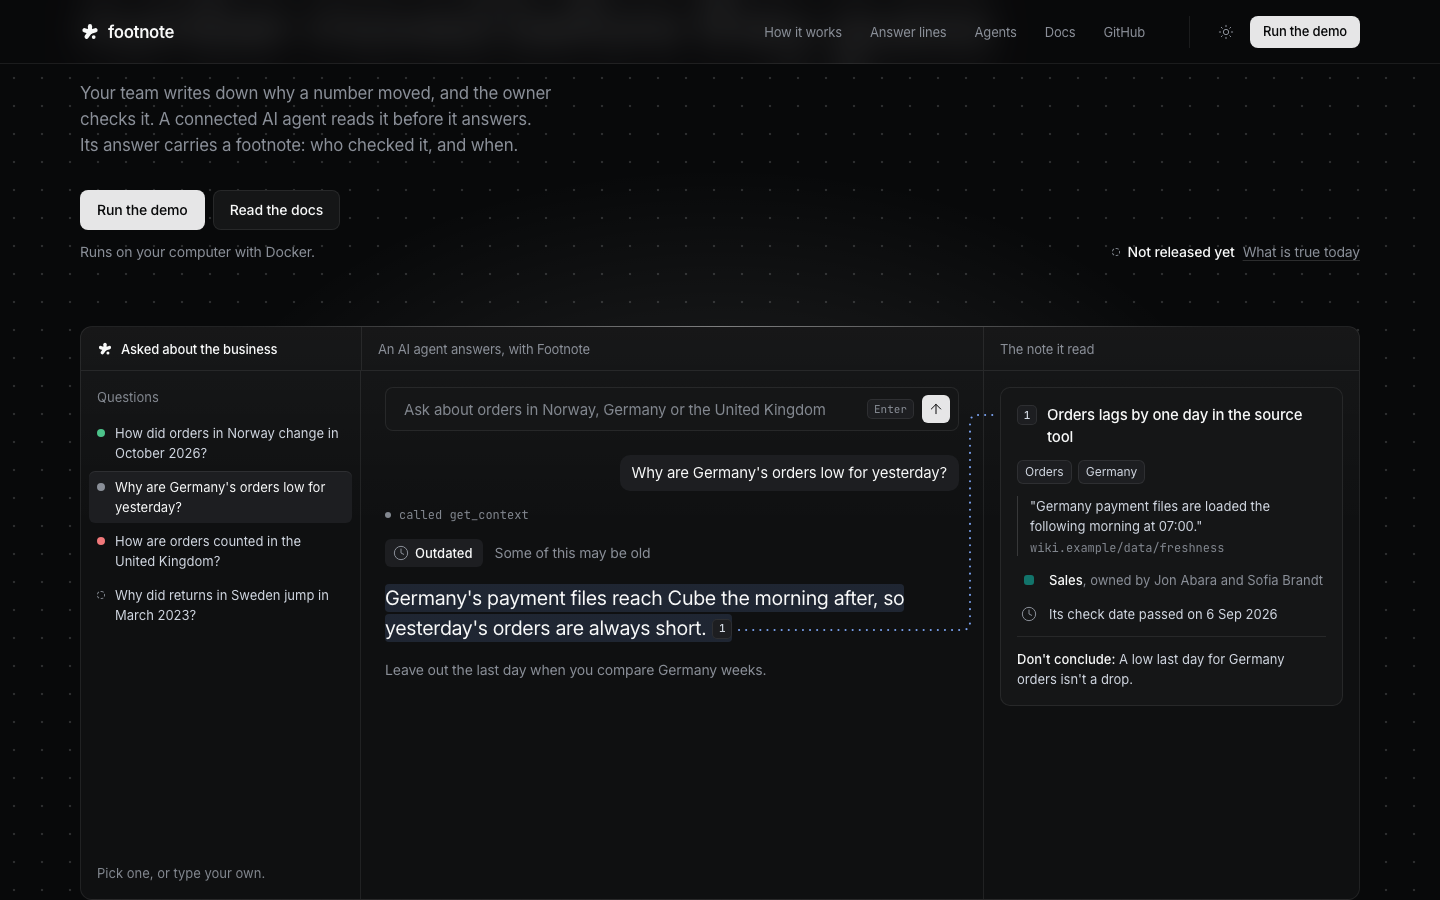 footnote
How it works
Answer lines
Agents
Docs
GitHub
Run the demo
Your team writes down why a number moved, and the owner
checks it. A connected AI agent reads it before it answers.
Its answer carries a footnote: who checked it, and when.
Run the demo
Read the docs
Runs on your computer with Docker.
Not released yet What is true today
Asked about the business
An AI agent answers, with Footnote
The note it read
Questions
How did orders in Norway change in
October 2026?
Why are Germany's orders low for
yesterday?
How are orders counted in the
United Kingdom?
Why did returns in Sweden jump in
March 2023?
Pick one, or type your own.
Ask about orders in Norway, Germany or the United Kingdom
Enter
Why are Germany's orders low for yesterday?
called get_context
Outdated
Some of this may be old
Germany's payment files reach Cube the morning after, so
yesterday's orders are always short. 1
Leave out the last day when you compare Germany weeks.
1
Orders lags by one day in the source
tool
Orders
Germany
"Germany payment files are loaded the
following morning at 07:00."
wiki.example/data/freshness
Sales, owned by Jon Abara and Sofia Brandt
Its check date passed on 6 Sep 2026
Don't conclude: A low last day for Germany
orders isn't a drop.